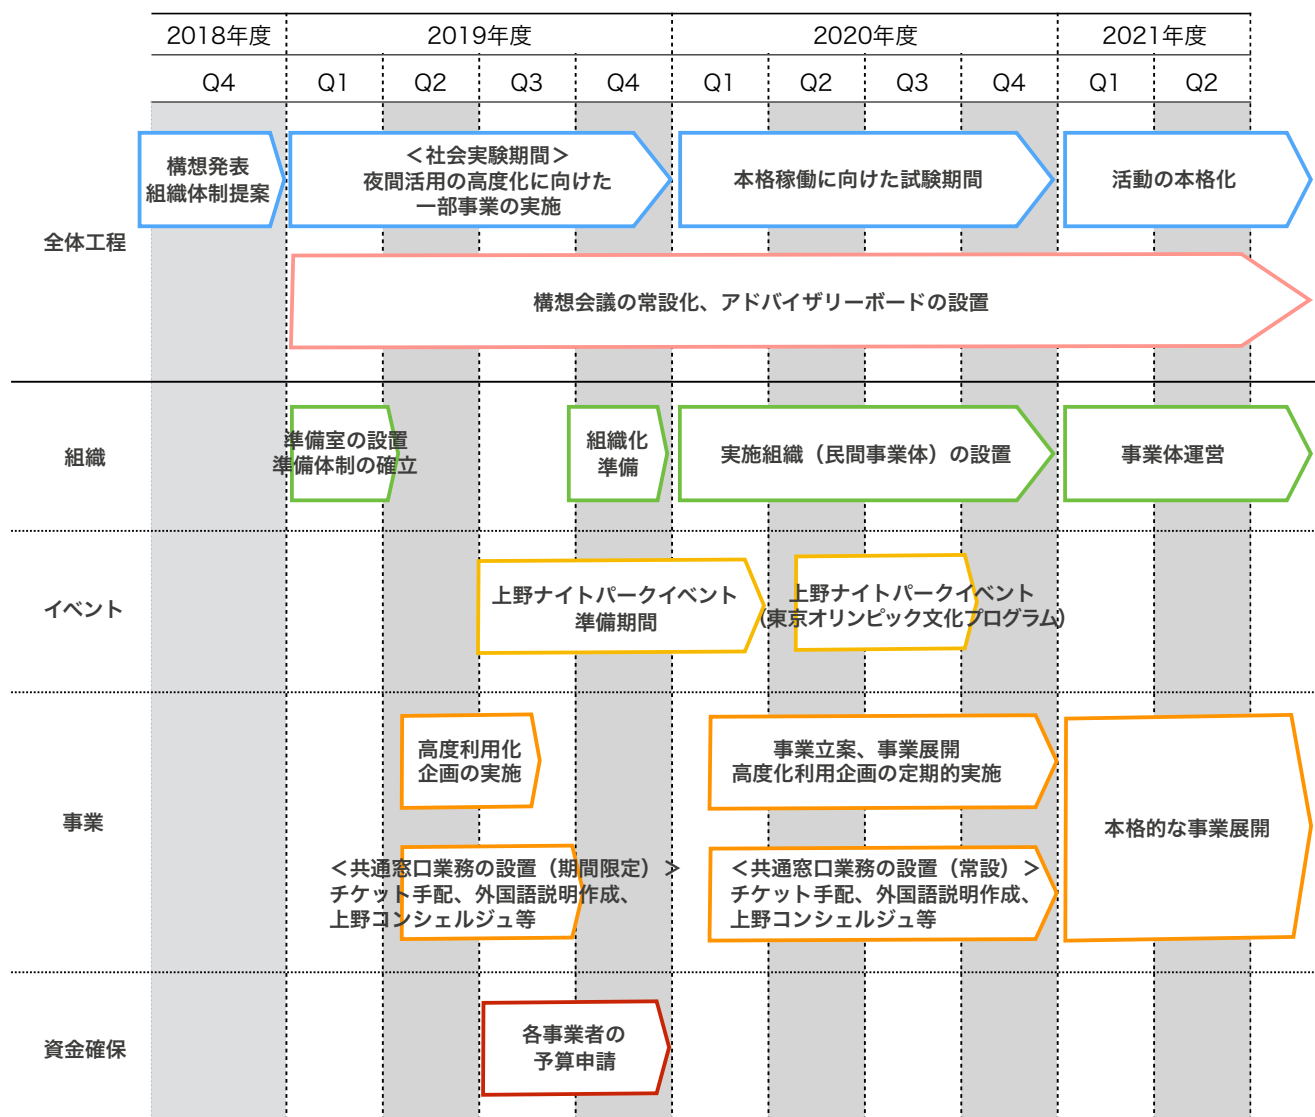 2018年度
2019年度
2020年度
2021年度
Q4
Q1
Q2
Q3
Q4
Q1
Q2
Q3
Q4
Q1
Q2
全体工程
構想発表
組織体制提案
＜社会実験期間＞
夜間活用の高度化に向けた
一部事業の実施
本格稼働に向けた試験期間
活動の本格化
構想会議の常設化、アドバイザリーボードの設置
組織
準備室の設置
準備体制の確立
組織化
準備
実施組織（民間事業体）の設置
事業体運営
イベント
上野ナイトパークイベント
準備期間
上野ナイトパークイベント
（東京オリンピック文化プログラム）
事業
高度利用化
企画の実施
事業立案、事業展開
高度化利用企画の定期的実施
本格的な事業展開
＜共通窓口業務の設置（期間限定）＞
チケット手配、外国語説明作成、
上野コンシェルジュ等
＜共通窓口業務の設置（常設）＞
チケット手配、外国語説明作成、
上野コンシェルジュ等
資金確保
各事業者の
予算申請